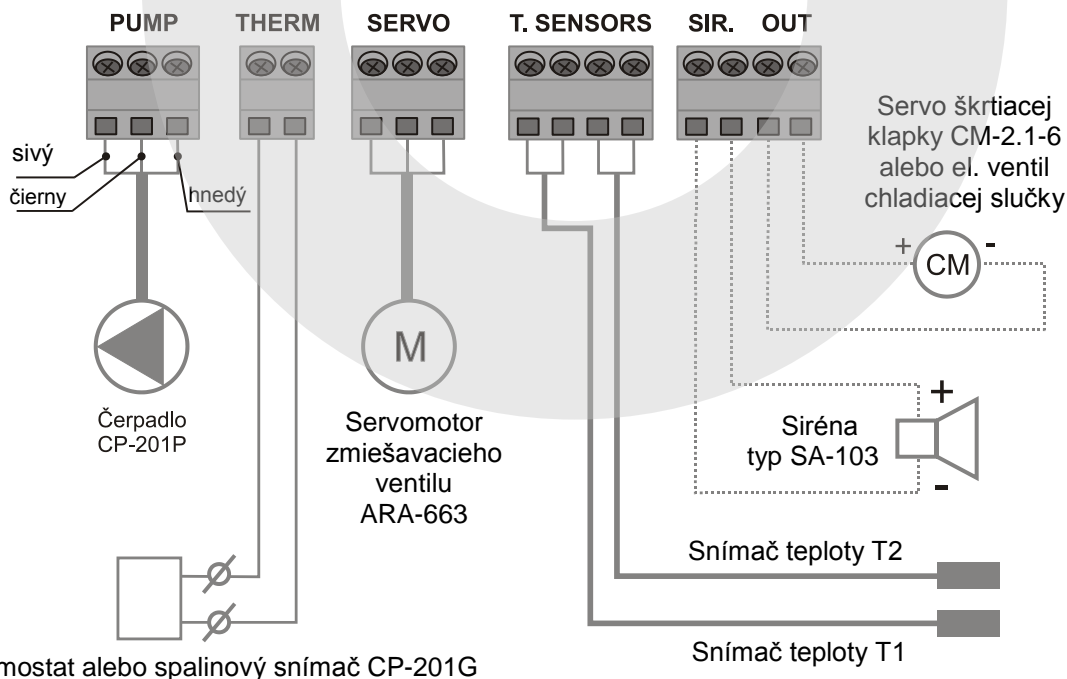 PUMP THERM SERVO T. SENSORS SIR. OUT
sivý
čierny
hnedý
Servo škrtiacej
klapky CM-2.1-6
alebo el. ventil
chladiacej slučky
+ -
CM
M
Čerpadlo
CP-201P
Servomotor
zmiešavacieho
ventilu
ARA-663
+
Siréna
typ SA-103
-
Snímač teploty T2
Snímač teploty T1
mostat alebo spalinový snímač CP-201G